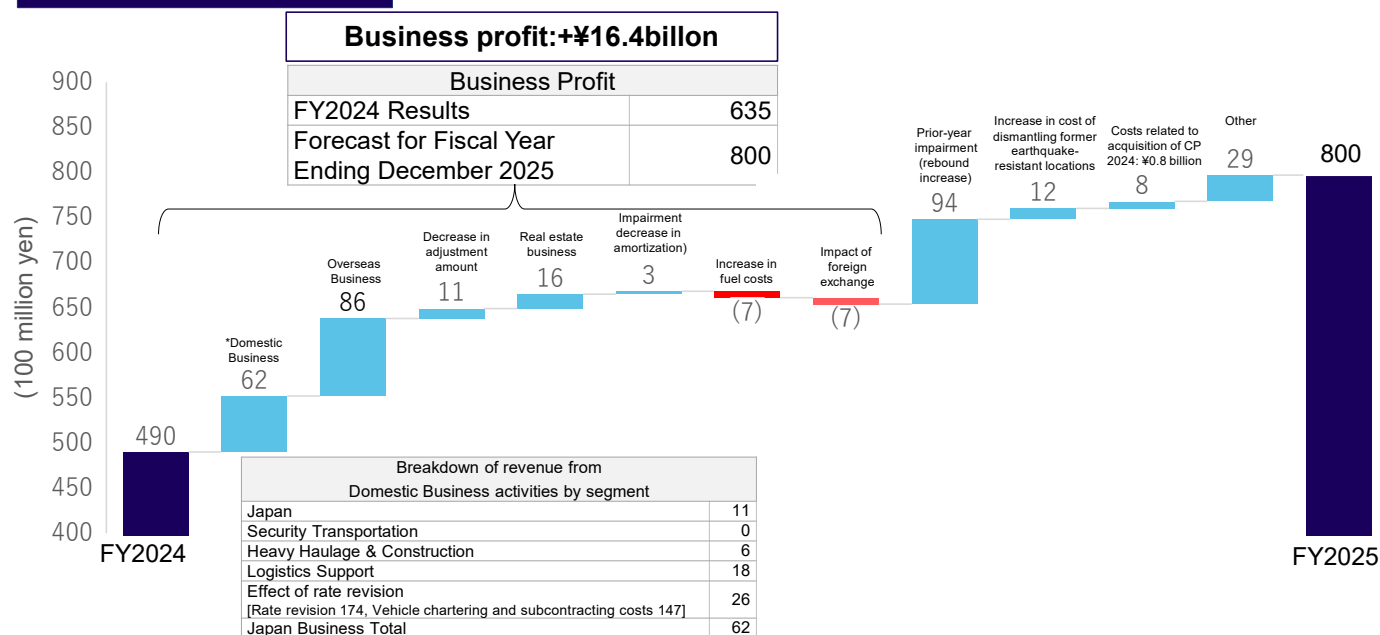 Business profit:+¥16.4billon
Business Profit
FY2024 Results 635
Forecast for Fiscal Year
Ending December 2025 800
(100 million yen)
900
850
800
750
700
650
600
550
500
450
400
490
FY2024
*Domestic
Business
62
Overseas
Business
86
Decrease in
adjustment
amount
11
Real estate
business
16
Impairment
decrease in
amortization)
3
Increase in
fuel costs
(7)
Impact of
foreign
exchange
(7)
Prior-year
impairment
(rebound
increase)
94
Increase in cost of
dismantling former
earthquake-
resistant locations
12
Costs related to
acquisition of CP
2024: ¥0.8 billion
8
Other
29
800
FY2025
Breakdown of revenue from
Domestic Business activities by segment
Japan 11
Security Transportation 0
Heavy Haulage & Construction 6
Logistics Support 18
Effect of rate revision
[Rate revision 174, Vehicle chartering and subcontracting costs 147] 26
Japan Business Total 62